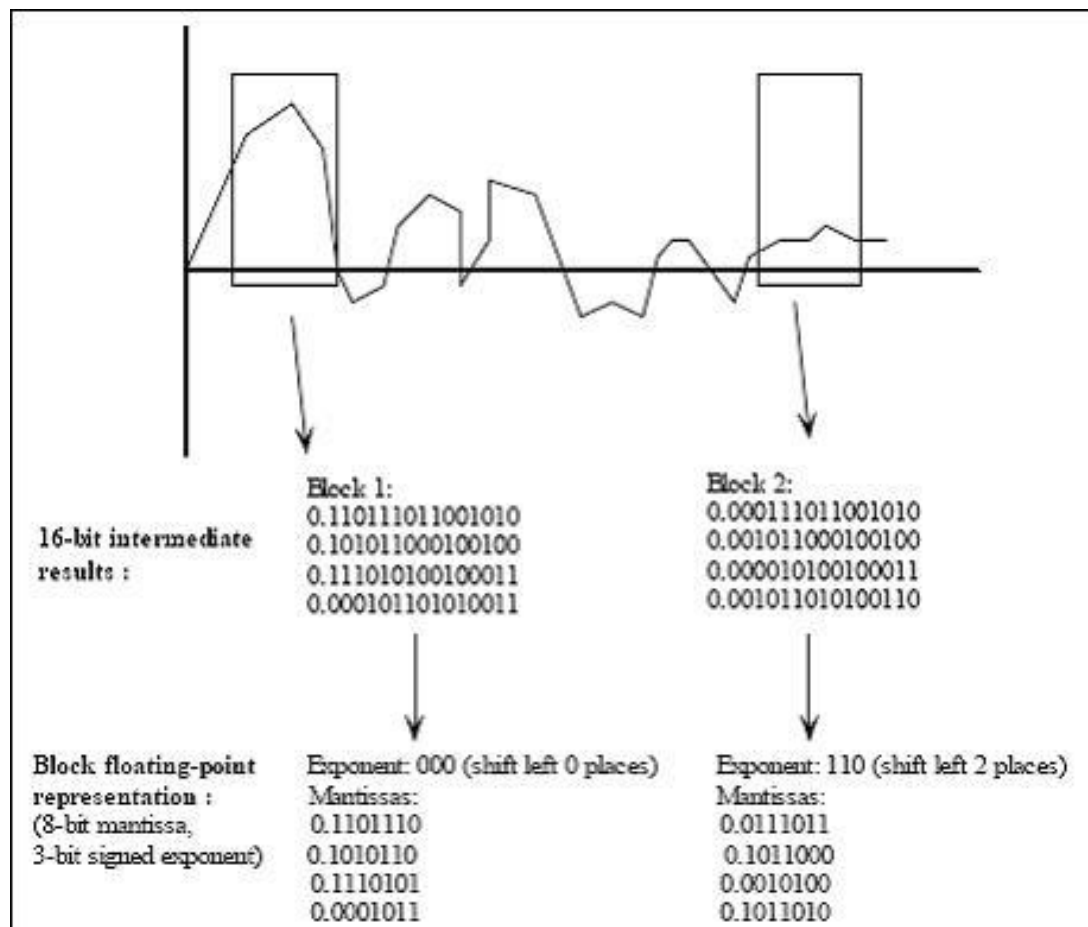 Block 1:
0.110111011001010
0.101011000100100
0.111010100100011
0.000101101010011
Block 2:
0.000111011001010
0.001011000100100
0.000010100100011
0.001011010100110
16-bit intermediate
results :
Block floating-point
representation :
(8-bit mantissa,
3-bit signed exponent)
Exponent: 000 (shift left 0 places)
Mantissas:
0.1101110
0.1010110
0.1110101
0.0001011
Exponent: 110 (shift left 2 places)
Mantissas:
0.0111011
0.1011000
0.0010100
0.1011010